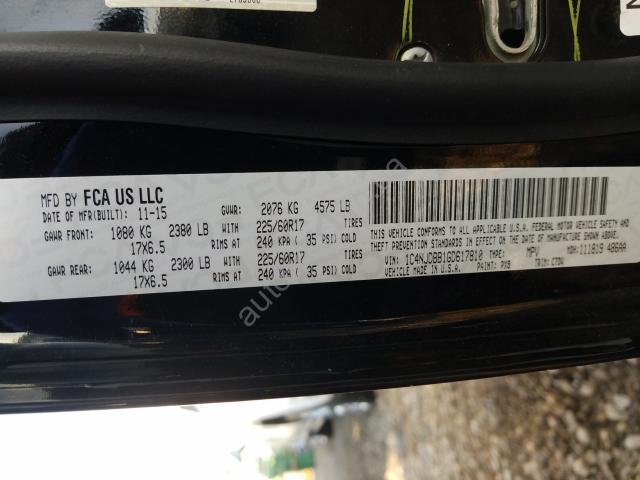 MFD BY FCA US LLC
DATE OF MFR(BUILT): 11-15 GVWR: 2076 KG 4575 LB
GAWR FRONT: 1080 KG 2380 LB WITH 225/60R17 TIRES
17X6.5 RIMS AT 240 KPA ( 35 PSI) COLD
GAWR REAR: 1044 KG 2300 LB WITH 225/60R17 TIRES
17X6.5 RIMS AT 240 KPA ( 35 PSI) COLD
THIS VEHICLE CONFORMS TO ALL APPLICABLE U.S.A. FEDERAL MOTOR VEHICLE SAFETY AND
THEFT PREVENTION STANDARDS IN EFFECT ON THE DATE OF MANUFACTURE SHOWN ABOVE.
VIN: 1C4NJDBB1GD617810 TYPE: MPV MDH: 111819 486AA
VEHICLE MADE IN U.S.A. PAINT: PXB TRIM: